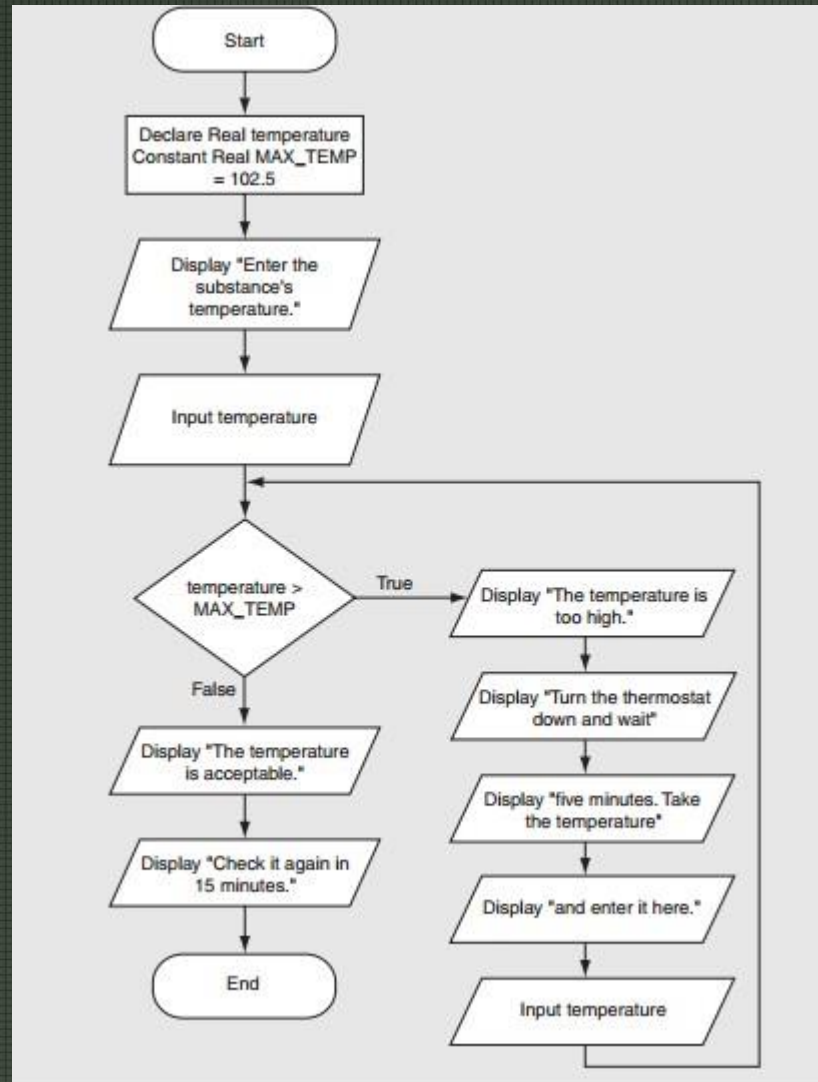 Start
Declare Real temperature
Constant Real MAX_TEMP
= 102.5
Display "Enter the
substance's
temperature."
Input temperature
temperature >
MAX_TEMP
True
False
Display "The temperature
is acceptable."
Display "Check it again in
15 minutes."
End
Display "The temperature is
too high."
Display "Turn the thermostat
down and wait"
Display "five minutes. Take
the temperature"
Display "and enter it here."
Input temperature